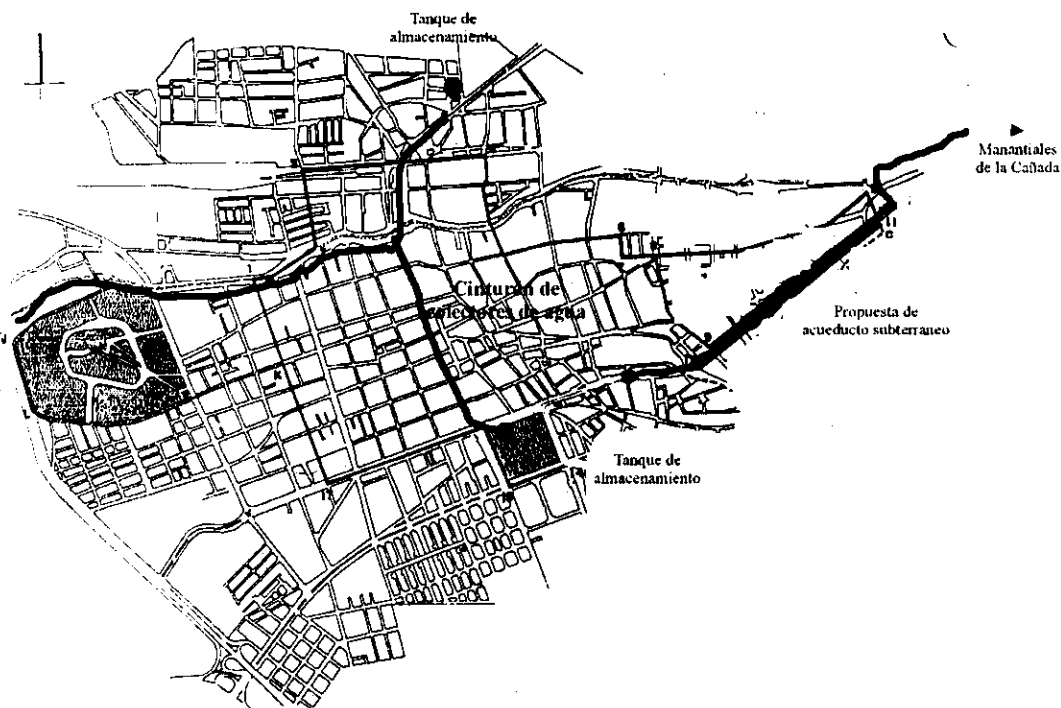 Tanque de
almacenamiento
Manantiales
de la Cañada
Cinturón de
colectores de agua
Propuesta de
acueducto subterraneo
Tanque de
almacenamiento